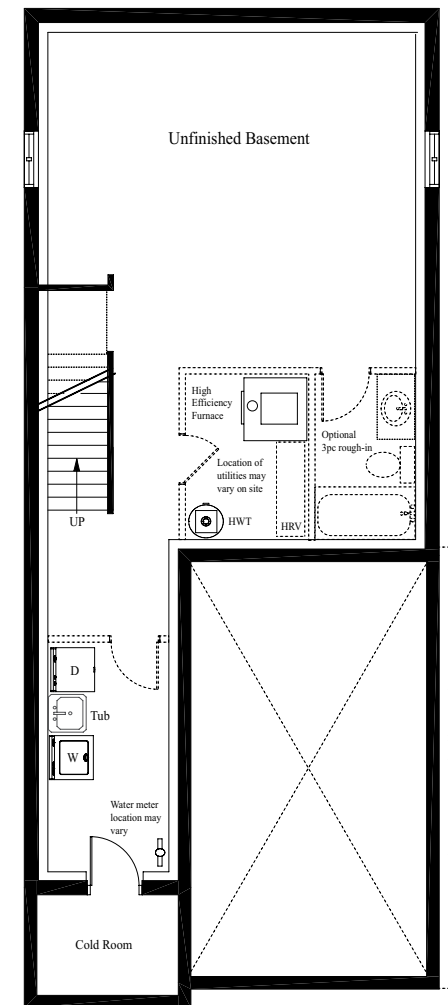 Unfinished Basement
High
Efficiency
Furnace
Optional
3pc rough-in
Location of
utilities may
vary on site
UP
HWT
HRV
D
Tub
W
Water meter
location may
vary
Cold Room